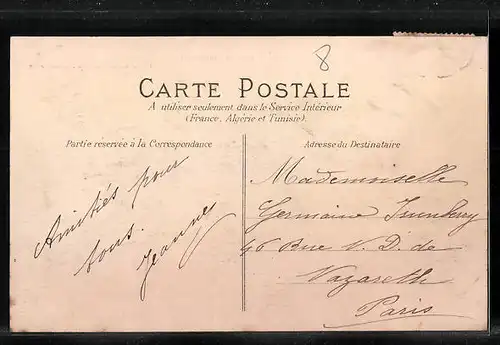 8
CARTE POSTALE
A utiliser seulement dans le Service Intérieur
(France, Algérie et Tunisie).
Partie réservée à la Correspondance
Adresse du Destinataire
Amitiés pour
tous.
Jeanne
Mademoiselle
Germaine
46 Rue N. D. de
Nazareth
Paris